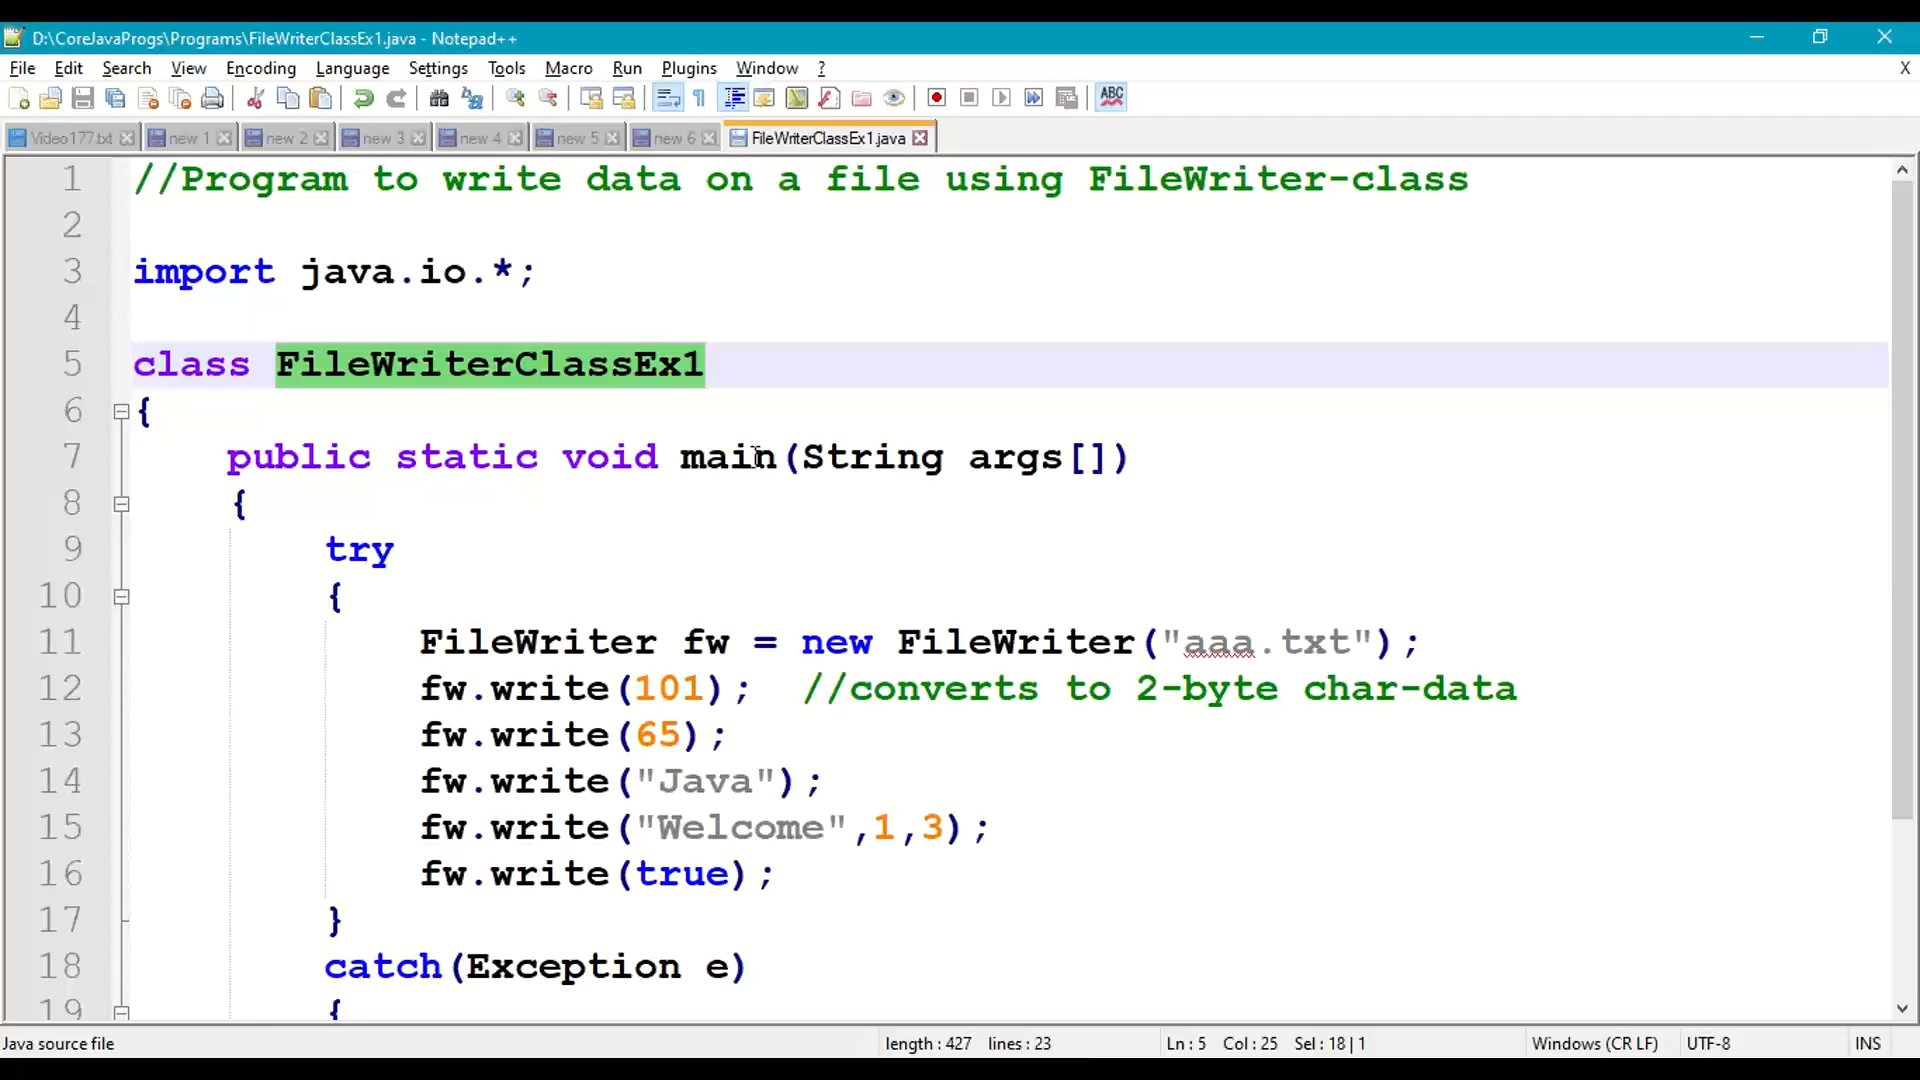 D:\CoreJavaProgs\Programs\FileWriterClassEx1.java - Notepad++
File Edit Search View Encoding Language Settings Tools Macro Run Plugins Window ? X
ABC
Video177.txt new 1 new 2 new 3 new 4 new 5 new 6 FileWriterClassEx1.java
1 //Program to write data on a file using FileWriter-class
2
3 import java.io.*;
4
5 class FileWriterClassEx1
6 {
7 public static void main(String args[])
8 {
9 try
10 {
11 FileWriter fw = new FileWriter("aaa.txt");
12 fw.write(101); //converts to 2-byte char-data
13 fw.write(65);
14 fw.write("Java");
15 fw.write("Welcome",1,3);
16 fw.write(true);
17 }
18 catch(Exception e)
19 {
Java source file length : 427 lines : 23 Ln : 5 Col : 25 Sel : 18 | 1 Windows (CR LF) UTF-8 INS